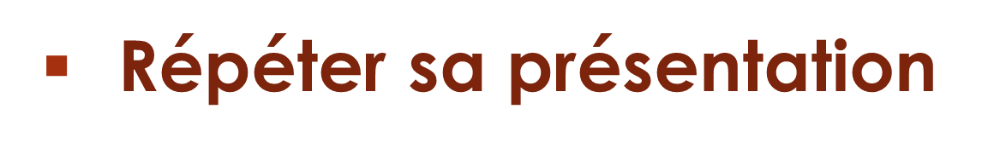 ▪ Répéter sa présentation